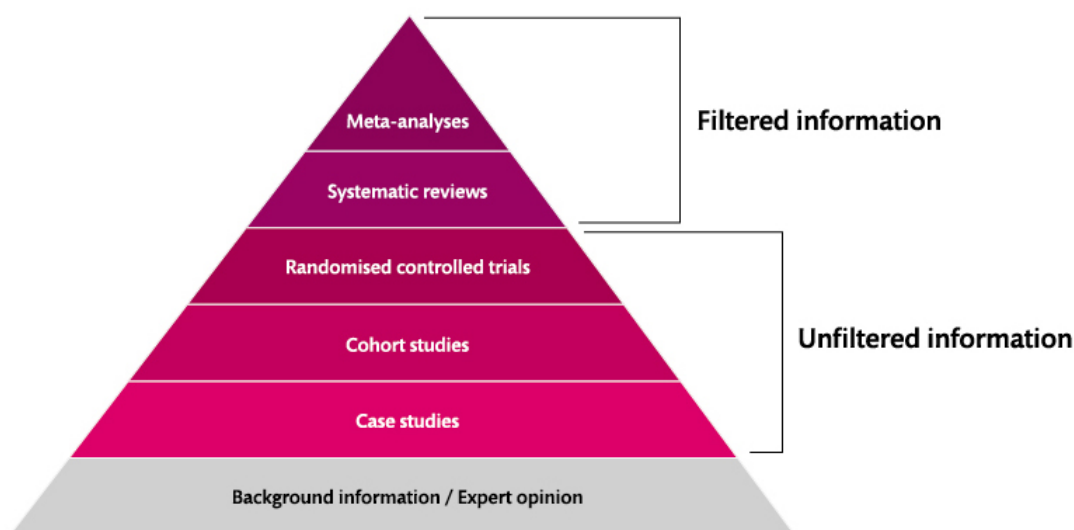 Meta-analyses
Filtered information
Systematic reviews
Randomised controlled trials
Unfiltered information
Cohort studies
Case studies
Background information / Expert opinion